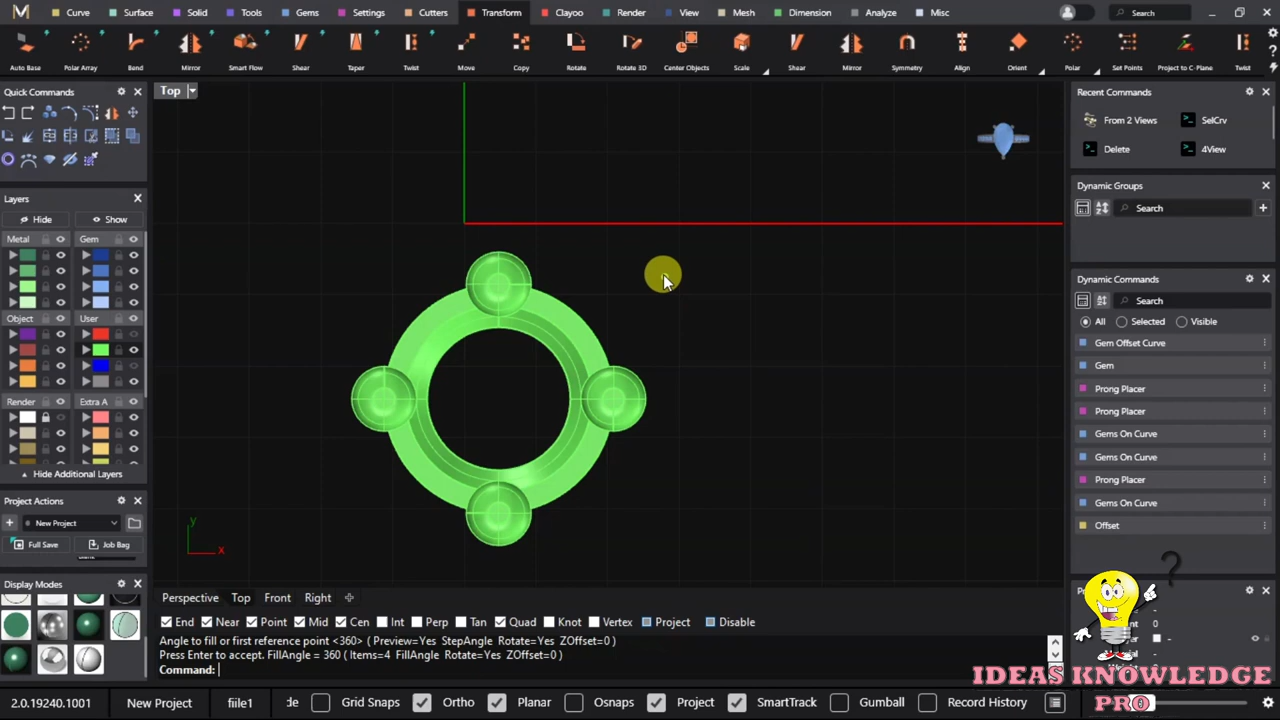 Curve Surface Solid Tools Gems Settings Cutters Transform Clayoo Render View Mesh Dimension Analyze Misc Search
Auto Base Polar Array Bend Mirror Smart Flow Shear Taper Twist Move Copy Rotate Rotate 3D Center Objects Scale Shear Mirror Symmetry Align Orient Polar Set Points Project to C-Plane Twist
Quick Commands
Layers
Hide Show
Metal Gem
Object User
Render Extra A
Hide Additional Layers
Project Actions
New Project
Full Save Job Bag
Display Modes
Top
y
x
Perspective Top Front Right
End Near Point Mid Cen Int Perp Tan Quad Knot Vertex Project Disable
Angle to fill or first reference point <360> ( Preview=Yes StepAngle Rotate=Yes ZOffset=0 )
Press Enter to accept. FillAngle = 360 ( Items=4 FillAngle Rotate=Yes ZOffset=0 )
Command:
Recent Commands
From 2 Views SelCrv
Delete 4View
Dynamic Groups
Search
Dynamic Commands
Search
All Selected Visible
Gem Offset Curve
Gem
Prong Placer
Prong Placer
Gems On Curve
Gems On Curve
Prong Placer
Gems On Curve
Offset
0
?
IDEAS KNOWLEDGE
PRO
2.0.19240.1001 New Project fiile1 de Grid Snaps Ortho Planar Osnaps Project SmartTrack Gumball Record History